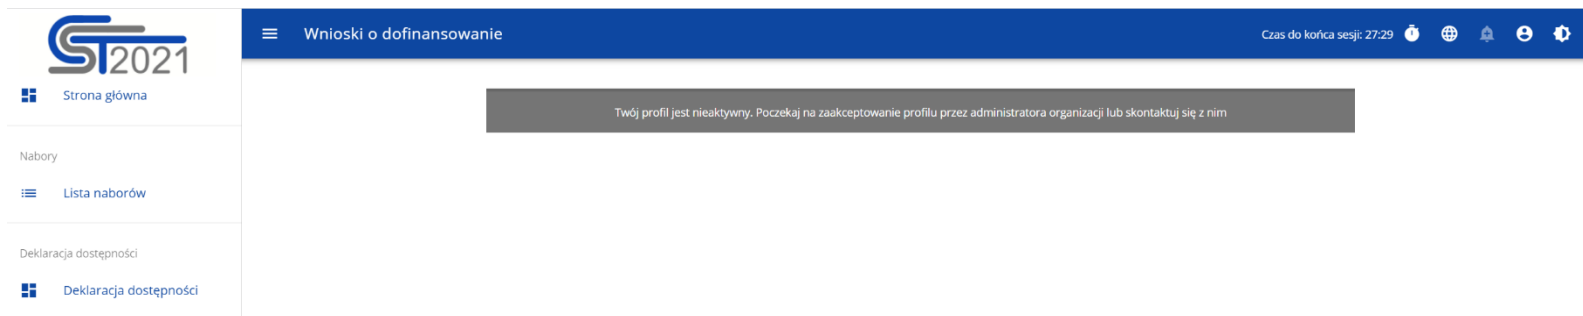 CST2021
Wnioski o dofinansowanie
Czas do końca sesji: 27:29
Strona główna
Twój profil jest nieaktywny. Poczekaj na zaakceptowanie profilu przez administratora organizacji lub skontaktuj się z nim
Nabory
Lista naborów
Deklaracja dostępności
Deklaracja dostępności